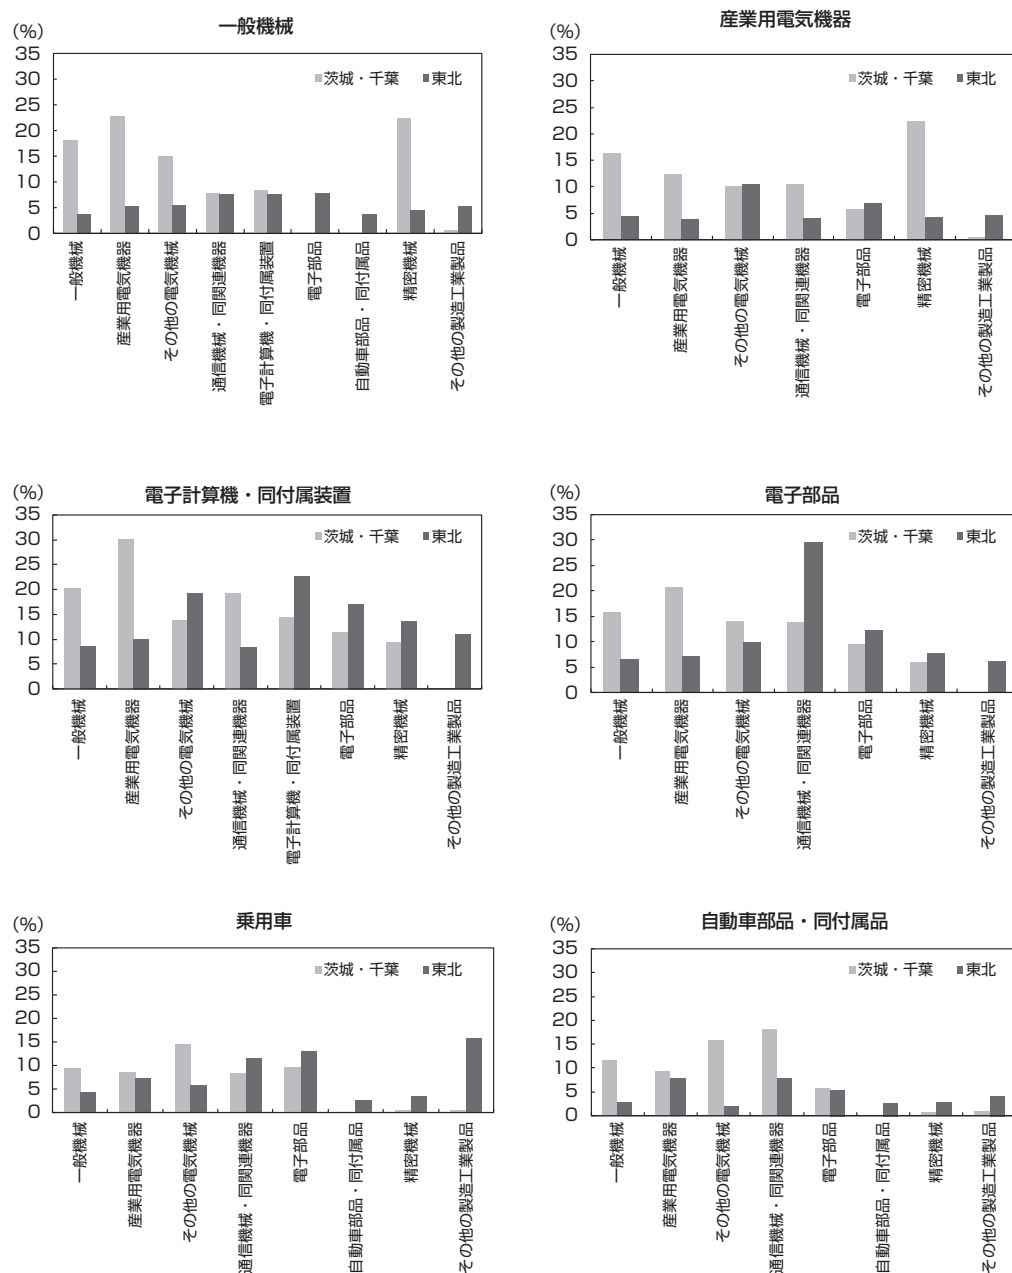 一般機械
(%)
35
30
25
20
15
10
5
0
茨城・千葉 東北
一般機械
産業用電気機器
その他の電気機械
通信機械・同関連機器
電子計算機・同付属装置
電子部品
自動車部品・同付属品
精密機械
その他の製造工業製品
産業用電気機器
(%)
35
30
25
20
15
10
5
0
茨城・千葉 東北
一般機械
産業用電気機器
その他の電気機械
通信機械・同関連機器
電子部品
精密機械
その他の製造工業製品
電子計算機・同付属装置
(%)
35
30
25
20
15
10
5
0
茨城・千葉 東北
一般機械
産業用電気機器
その他の電気機械
通信機械・同関連機器
電子計算機・同付属装置
電子部品
精密機械
その他の製造工業製品
電子部品
(%)
35
30
25
20
15
10
5
0
茨城・千葉 東北
一般機械
産業用電気機器
その他の電気機械
通信機械・同関連機器
電子部品
精密機械
その他の製造工業製品
乗用車
(%)
35
30
25
20
15
10
5
0
茨城・千葉 東北
一般機械
産業用電気機器
その他の電気機械
通信機械・同関連機器
電子部品
自動車部品・同付属品
精密機械
その他の製造工業製品
自動車部品・同付属品
(%)
35
30
25
20
15
10
5
0
茨城・千葉 東北
一般機械
産業用電気機器
その他の電気機械
通信機械・同関連機器
電子部品
自動車部品・同付属品
精密機械
その他の製造工業製品